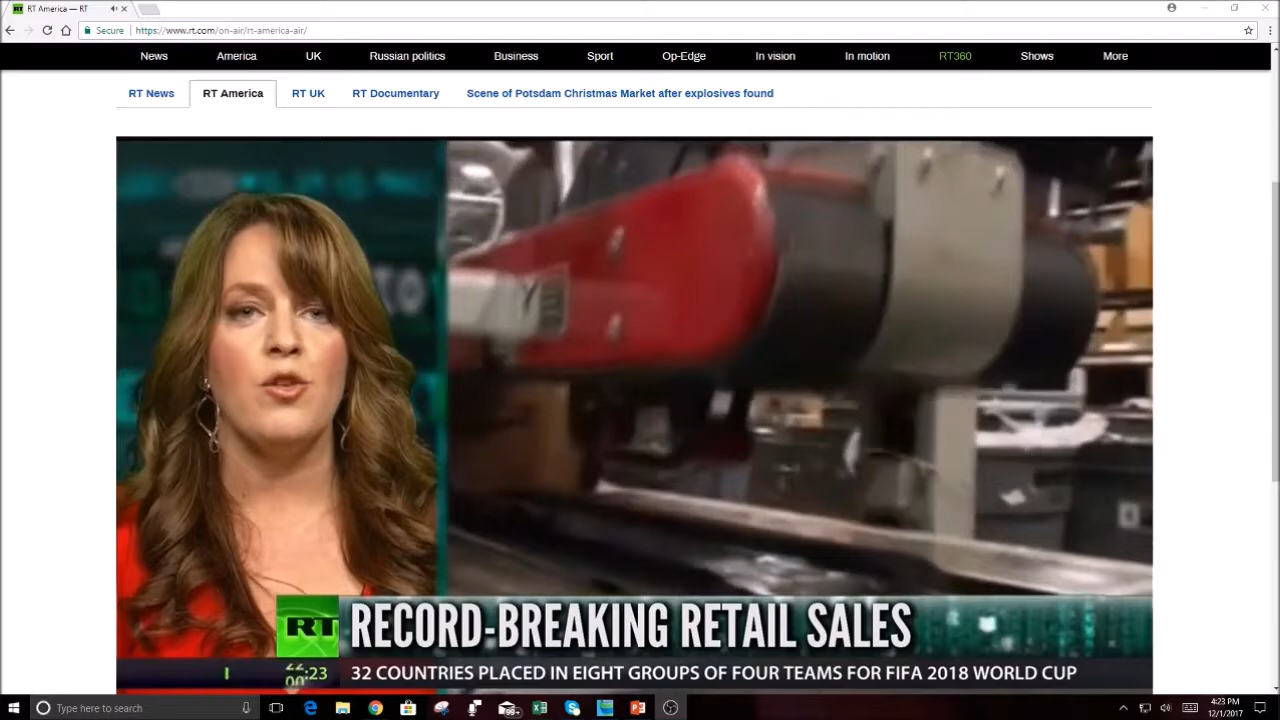 RT America — RT
Secure
https://www.rt.com/on-air/rt-america-air/
News America UK Russian politics Business Sport Op-Edge In vision In motion RT360 Shows More
RT News RT America RT UK RT Documentary Scene of Potsdam Christmas Market after explosives found
RT RECORD-BREAKING RETAIL SALES
:23 32 COUNTRIES PLACED IN EIGHT GROUPS OF FOUR TEAMS FOR FIFA 2018 WORLD CUP
Type here to search
99+
4:23 PM
12/1/2017